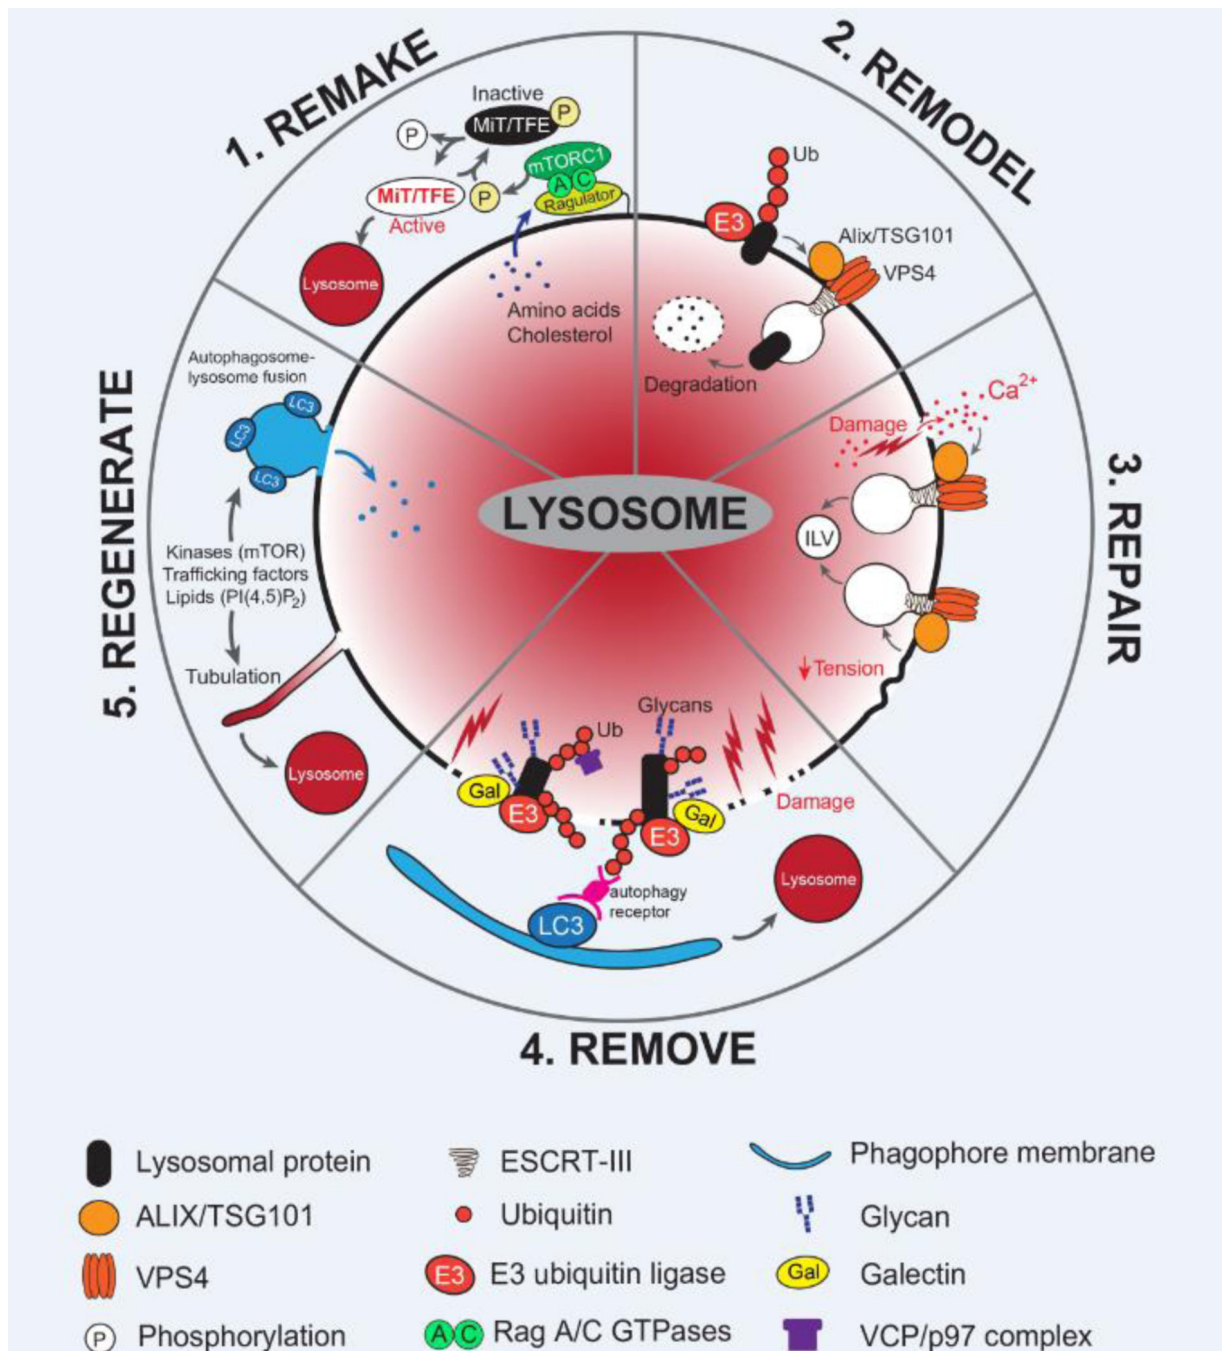 1. REMAKE
Inactive
MiT/TFE
P
P
mTORC1
A C
Ragulator
MiT/TFE
P
Active
Lysosome
Amino acids
Cholesterol
2. REMODEL
Ub
E3
Alix/TSG101
VPS4
Degradation
3. REPAIR
Ca2+
Damage
ILV
Tension
LYSOSOME
5. REGENERATE
Autophagosome-
lysosome fusion
LC3
LC3
LC3
Kinases (mTOR)
Trafficking factors
Lipids (PI(4,5)P2)
Tubulation
Lysosome
Glycans
Ub
Gal
E3
Gal
E3
Damage
autophagy
receptor
LC3
Lysosome
4. REMOVE
Lysosomal protein
ESCRT-III
Phagophore membrane
ALIX/TSG101
Ubiquitin
Glycan
VPS4
E3 E3 ubiquitin ligase
Gal Galectin
P Phosphorylation
A C Rag A/C GTPases
VCP/p97 complex